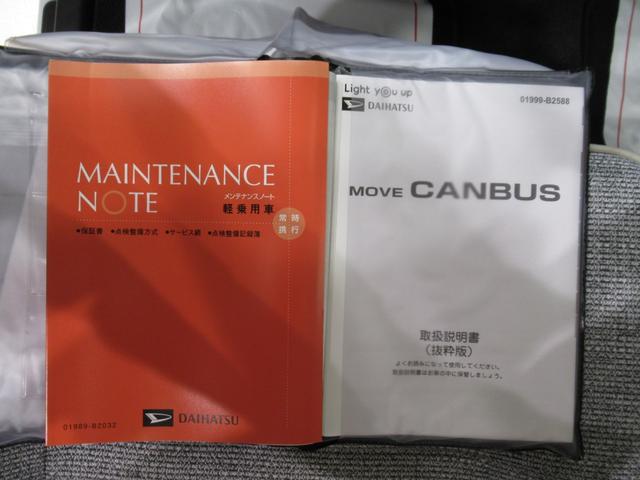 MAINTENANCE
NOTE
メンテナンスノート
軽乗用車
常時
携行
●保証書 ●点検整備方式 ●サービス網 ●点検整備記録簿
01989-B2032
DAIHATSU
Light you up
DAIHATSU
01999-B2588
MOVE CANBUS
取扱説明書
（抜粋版）
よくお読みになって使用してください。
取扱説明書はお車の中に保管しましょう。